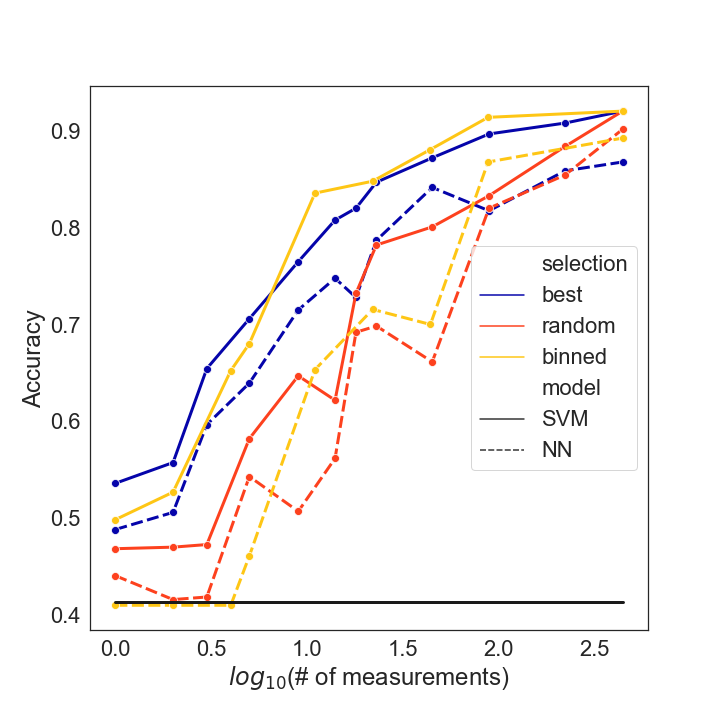 0.9
0.8
0.7
0.6
0.5
0.4
Accuracy
selection
best
random
binned
model
SVM
NN
0.0 0.5 1.0 1.5 2.0 2.5
log10(# of measurements)